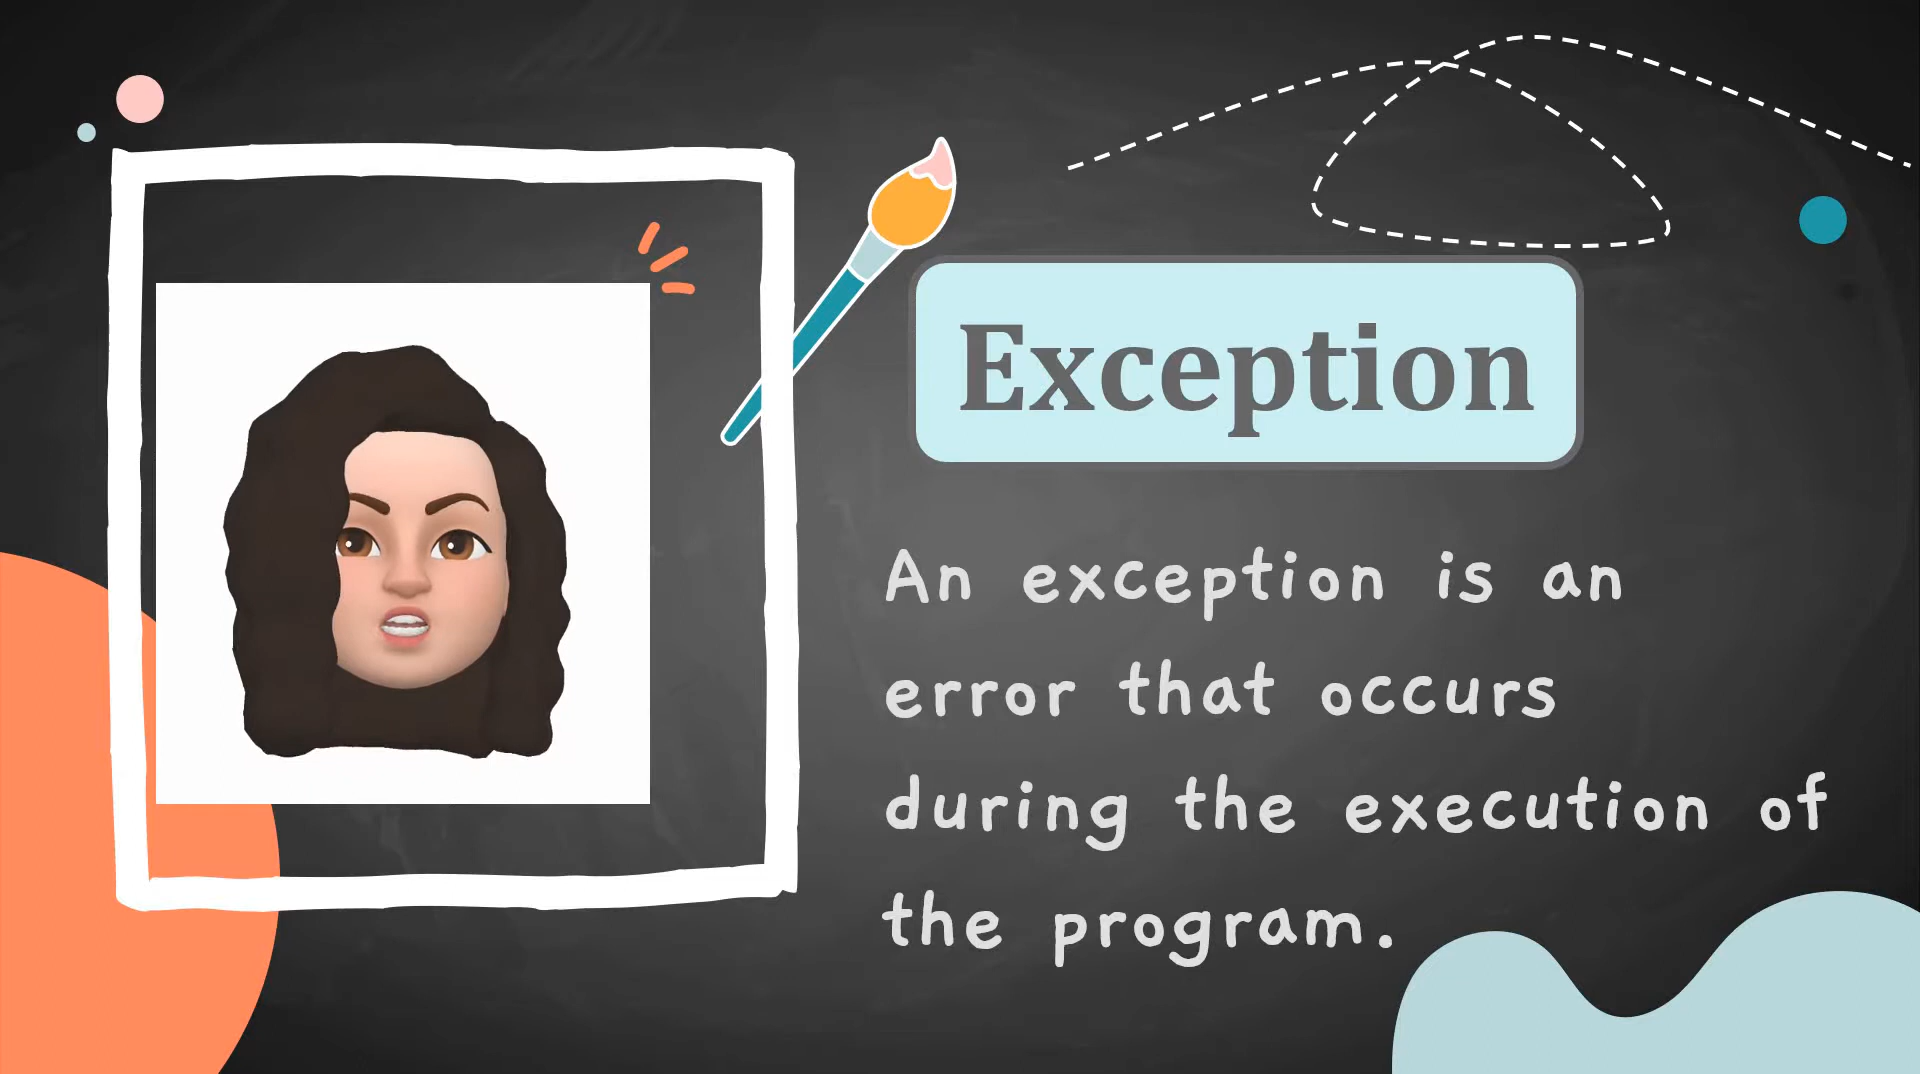 Exception
An exception is an
error that occurs
during the execution of
the program.